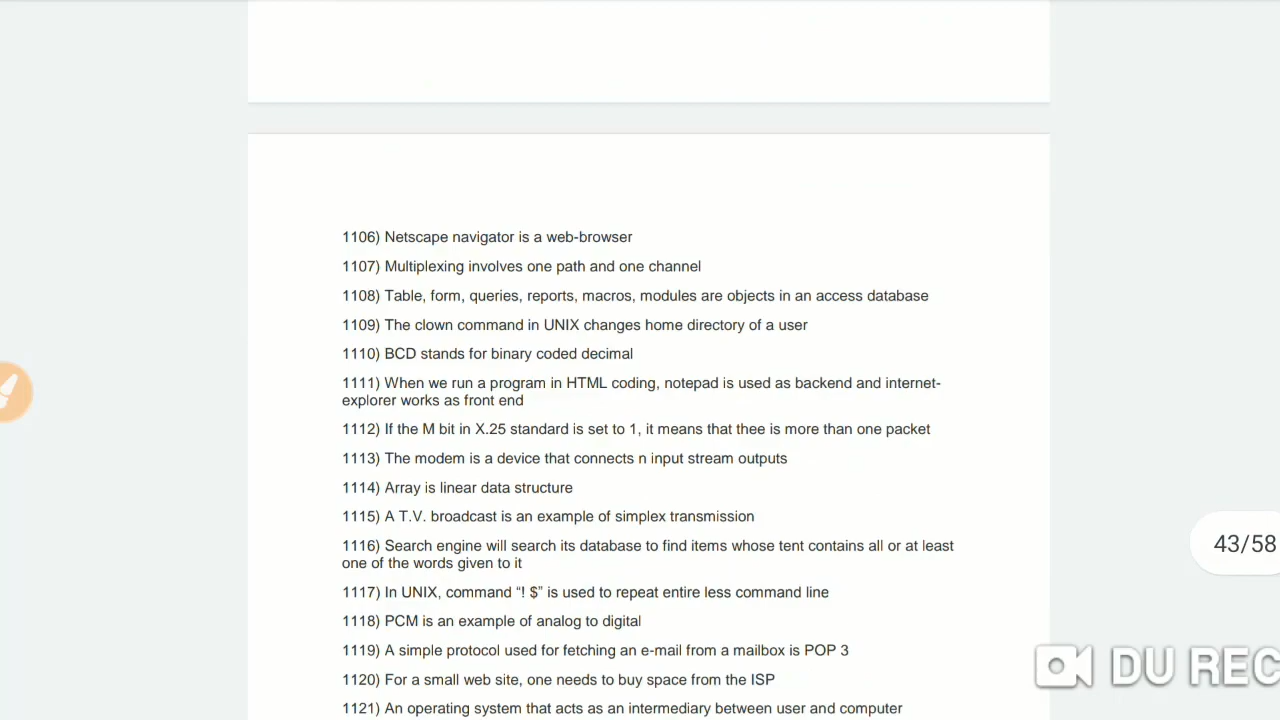 1106) Netscape navigator is a web-browser
1107) Multiplexing involves one path and one channel
1108) Table, form, queries, reports, macros, modules are objects in an access database
1109) The clown command in UNIX changes home directory of a user
1110) BCD stands for binary coded decimal
1111) When we run a program in HTML coding, notepad is used as backend and internet-
explorer works as front end
1112) If the M bit in X.25 standard is set to 1, it means that thee is more than one packet
1113) The modem is a device that connects n input stream outputs
1114) Array is linear data structure
1115) A T.V. broadcast is an example of simplex transmission
1116) Search engine will search its database to find items whose tent contains all or at least
one of the words given to it
1117) In UNIX, command “! $” is used to repeat entire less command line
1118) PCM is an example of analog to digital
1119) A simple protocol used for fetching an e-mail from a mailbox is POP 3
1120) For a small web site, one needs to buy space from the ISP
1121) An operating system that acts as an intermediary between user and computer
43/58
DU REC